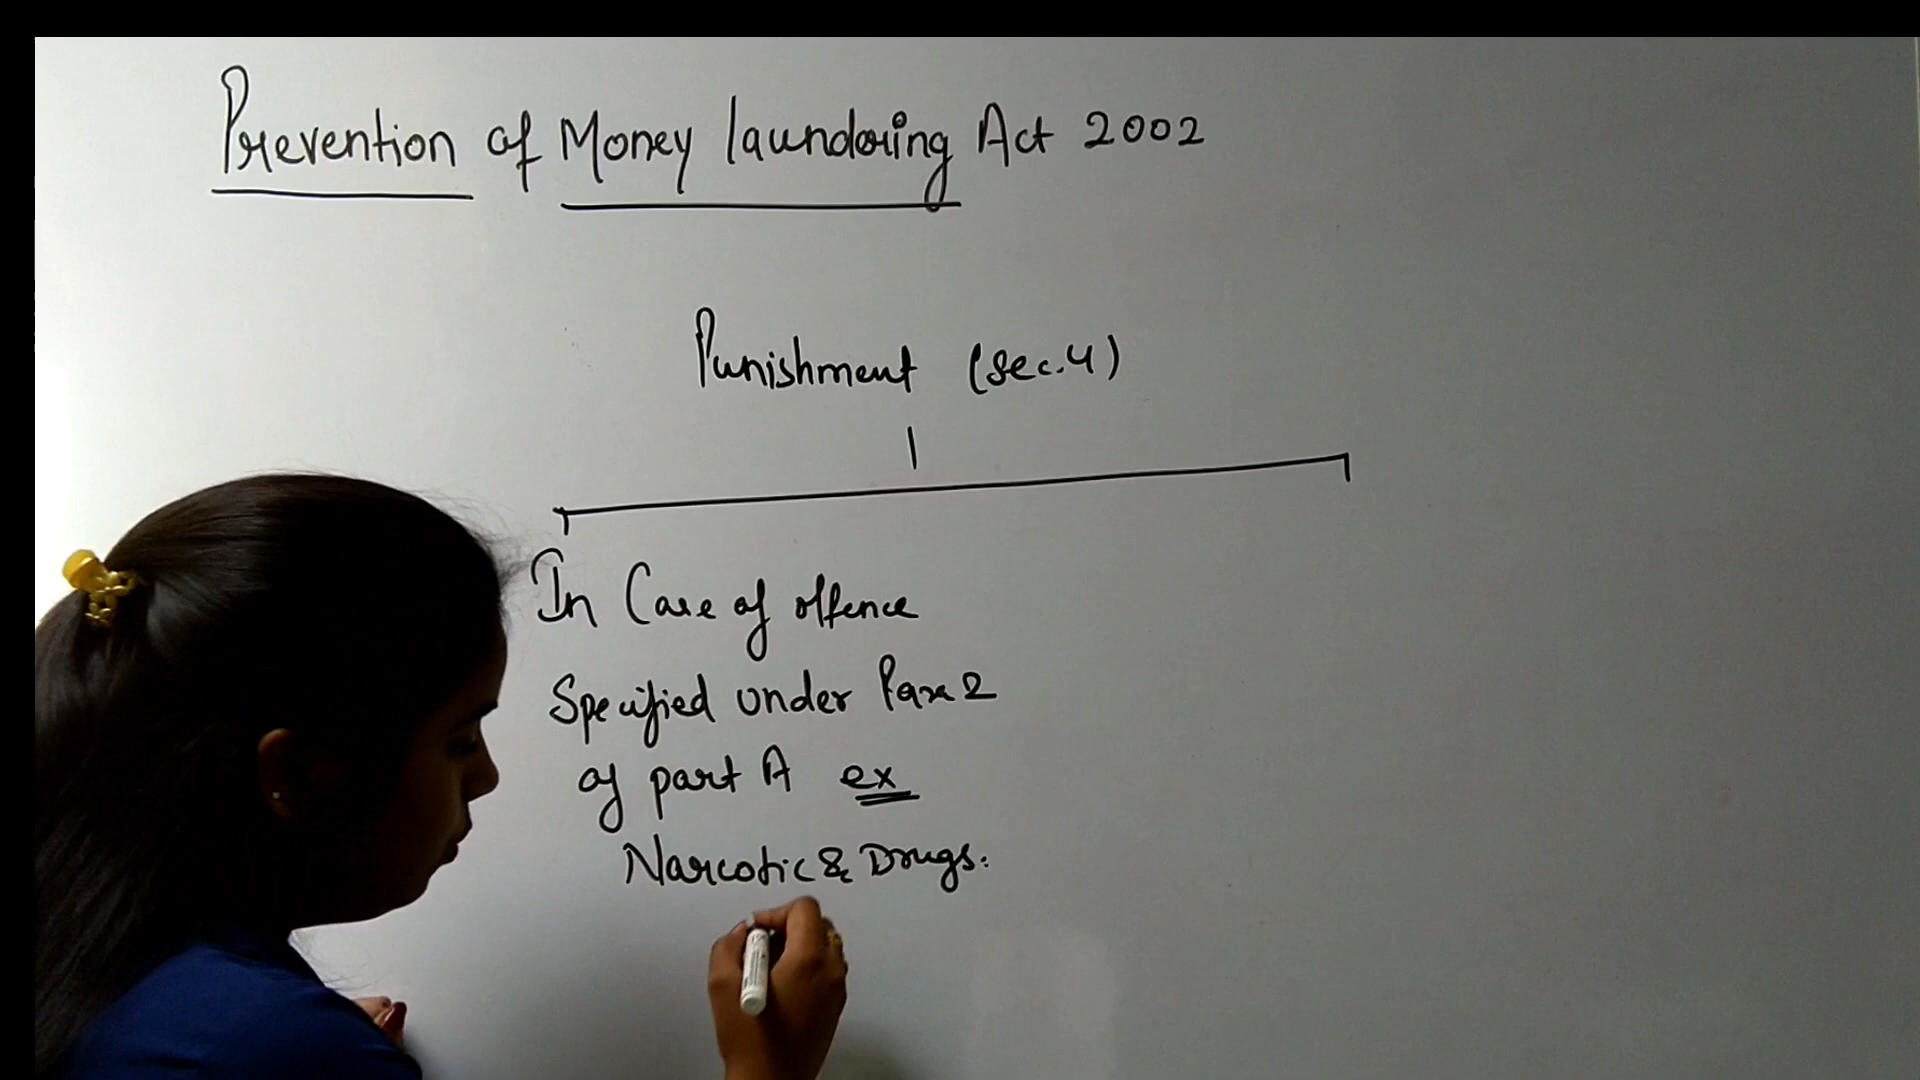 Prevention of Money laundering Act 2002
Punishment (Sec.4)
In Case of offence
Specified under Para 2
of part A ex
Narcotic & Drugs.